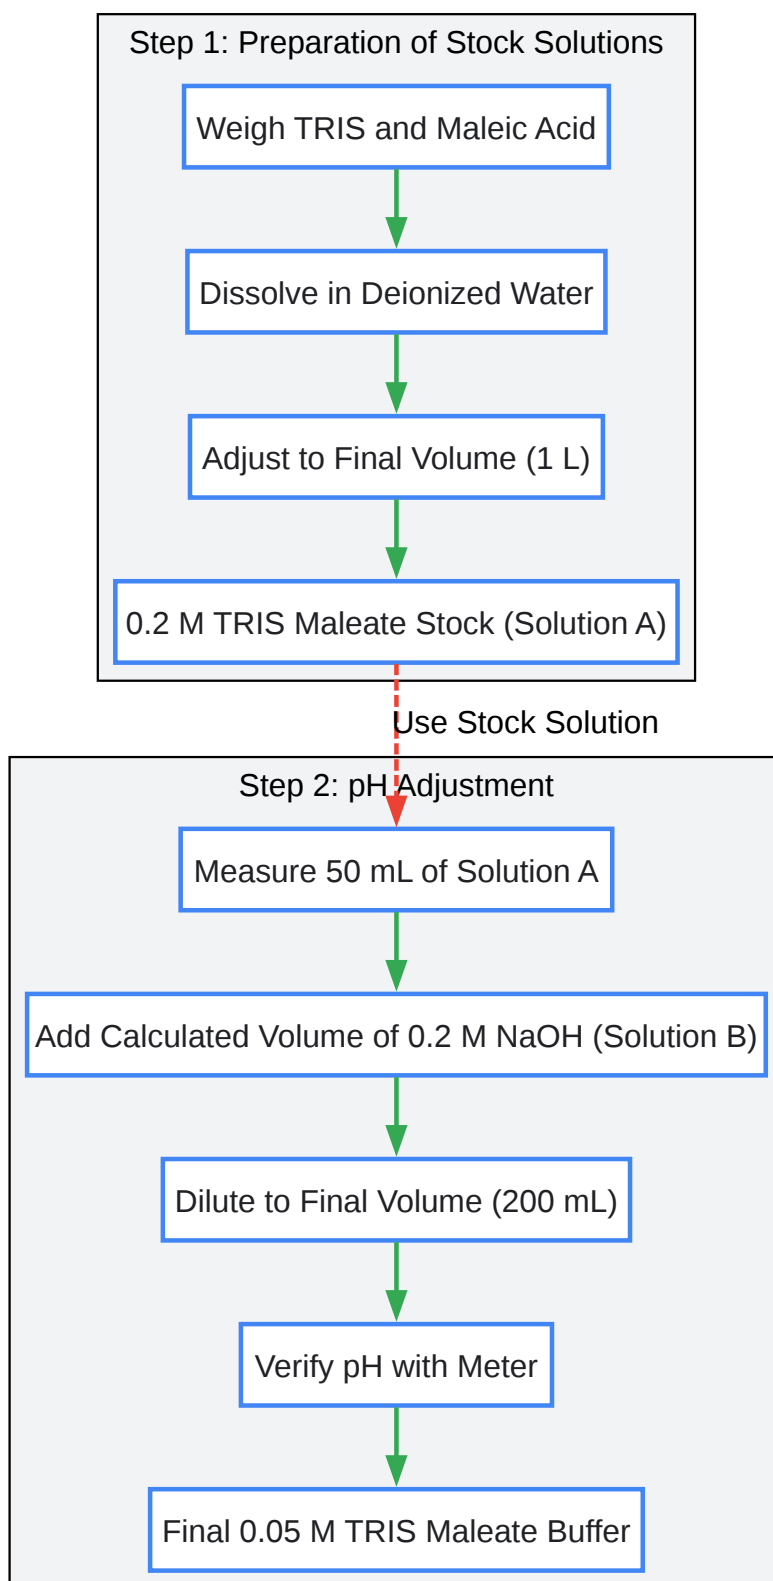 Step 1: Preparation of Stock Solutions
Weigh TRIS and Maleic Acid
Dissolve in Deionized Water
Adjust to Final Volume (1 L)
0.2 M TRIS Maleate Stock (Solution A)
Use Stock Solution
Step 2: pH Adjustment
Measure 50 mL of Solution A
Add Calculated Volume of 0.2 M NaOH (Solution B)
Dilute to Final Volume (200 mL)
Verify pH with Meter
Final 0.05 M TRIS Maleate Buffer